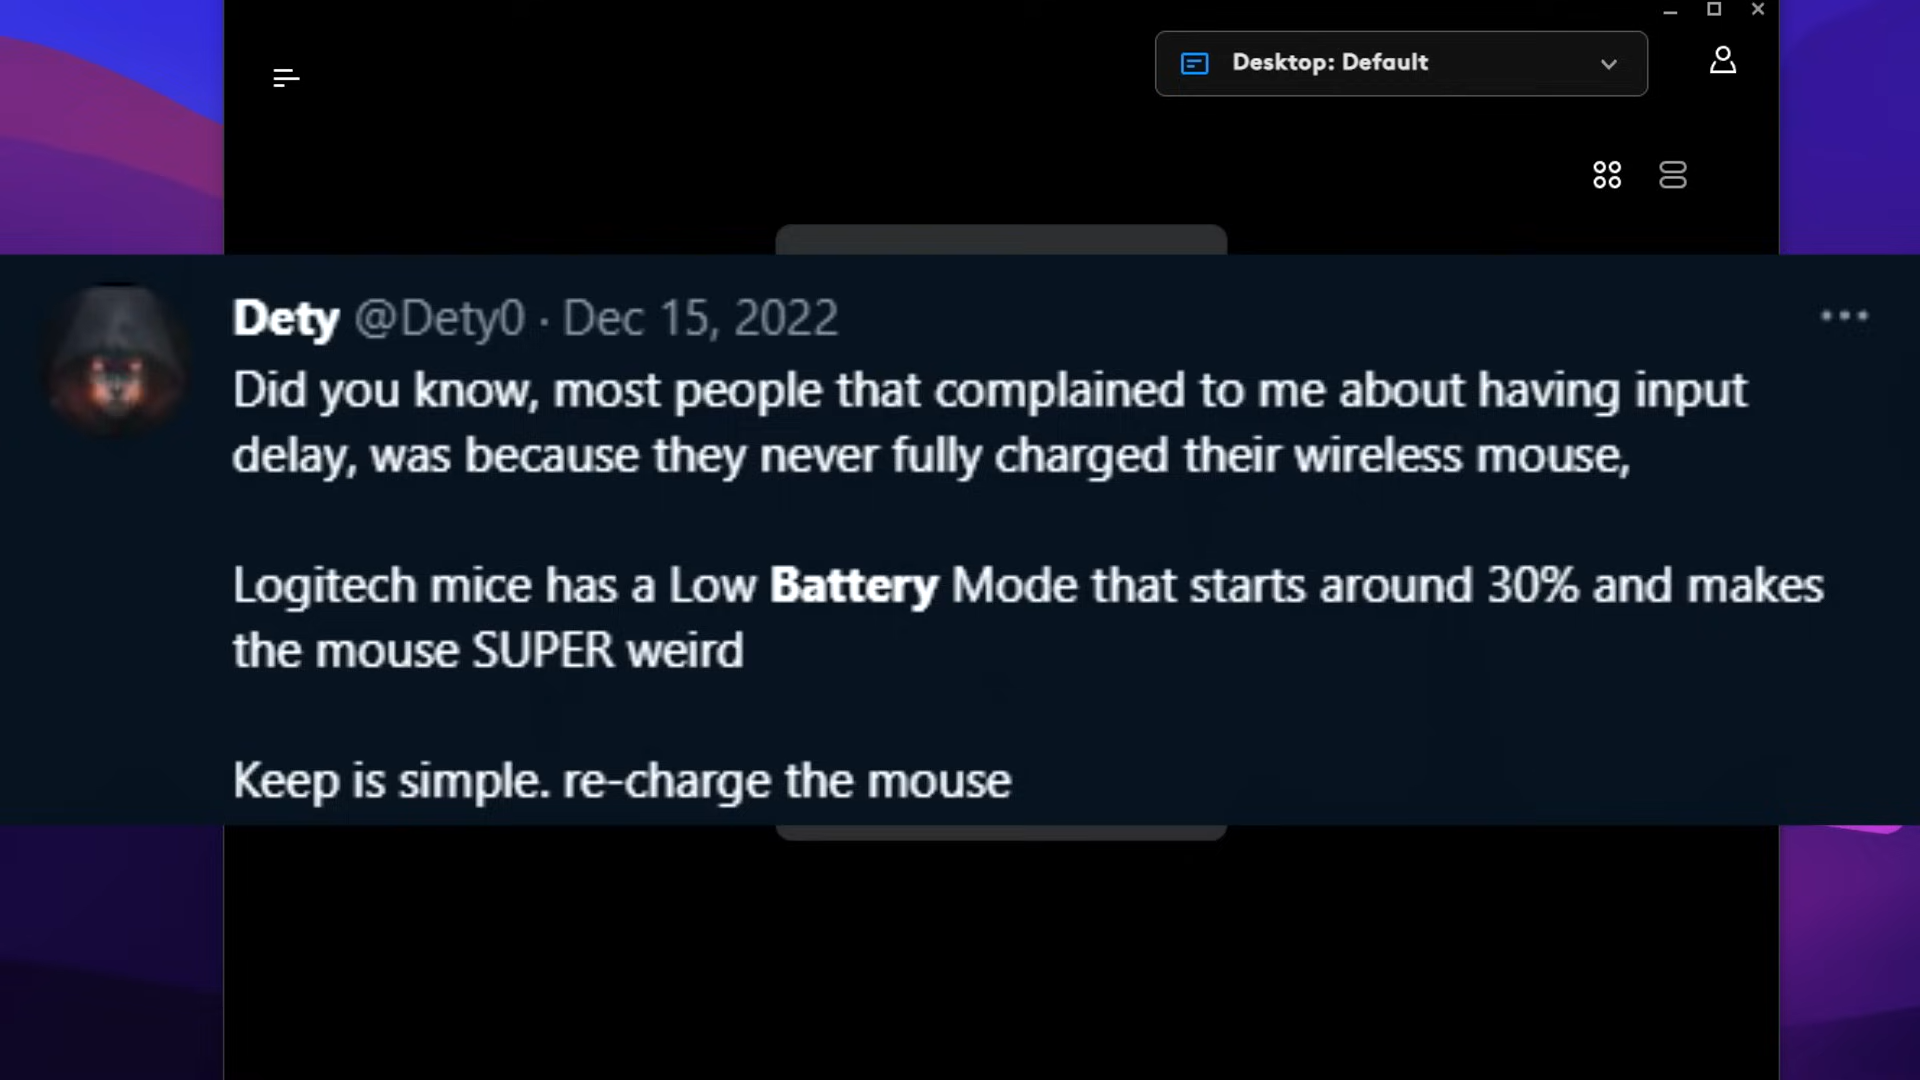 Desktop: Default
Dety @Dety0 · Dec 15, 2022
Did you know, most people that complained to me about having input
delay, was because they never fully charged their wireless mouse,
Logitech mice has a Low Battery Mode that starts around 30% and makes
the mouse SUPER weird
Keep is simple. re-charge the mouse